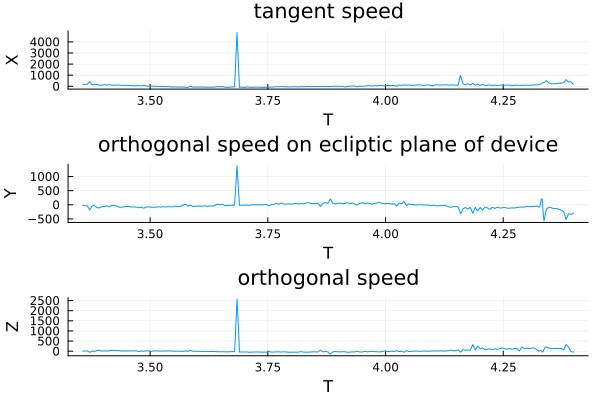 tangent speed
4000
3000
2000
1000
0
X
3.50 3.75 4.00 4.25
T
orthogonal speed on ecliptic plane of device
1000
500
0
−500
Y
3.50 3.75 4.00 4.25
T
orthogonal speed
2500
2000
1500
1000
500
0
Z
3.50 3.75 4.00 4.25
T